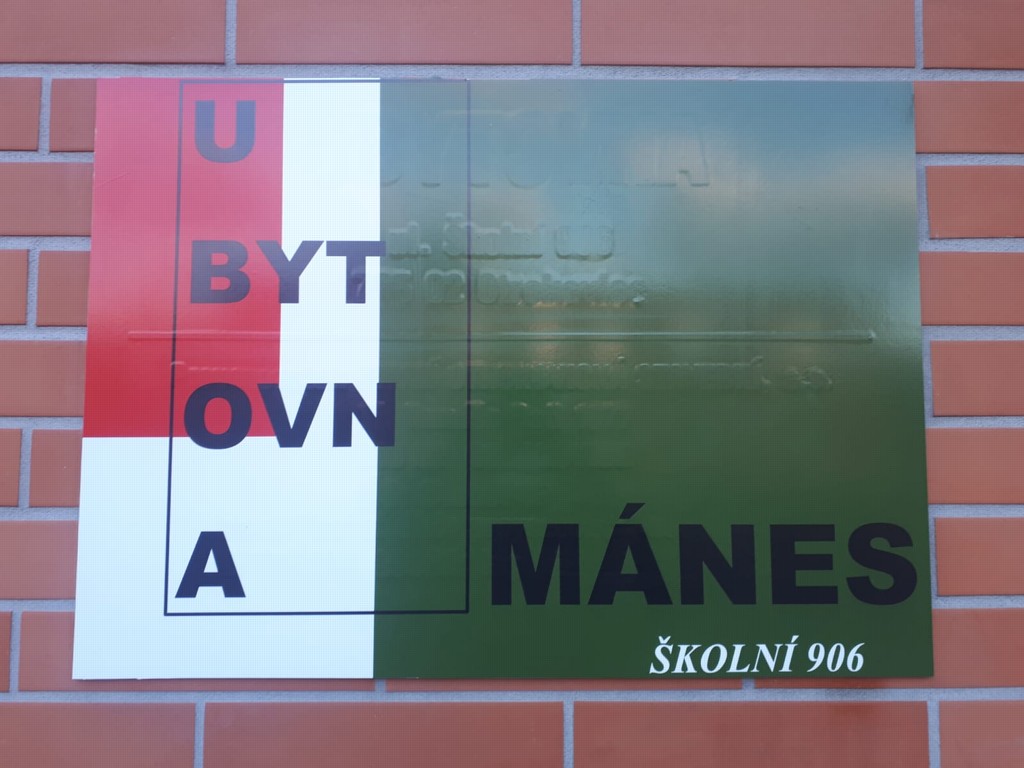 U
BYT
OVN
A
MÁNES
ŠKOLNÍ 906